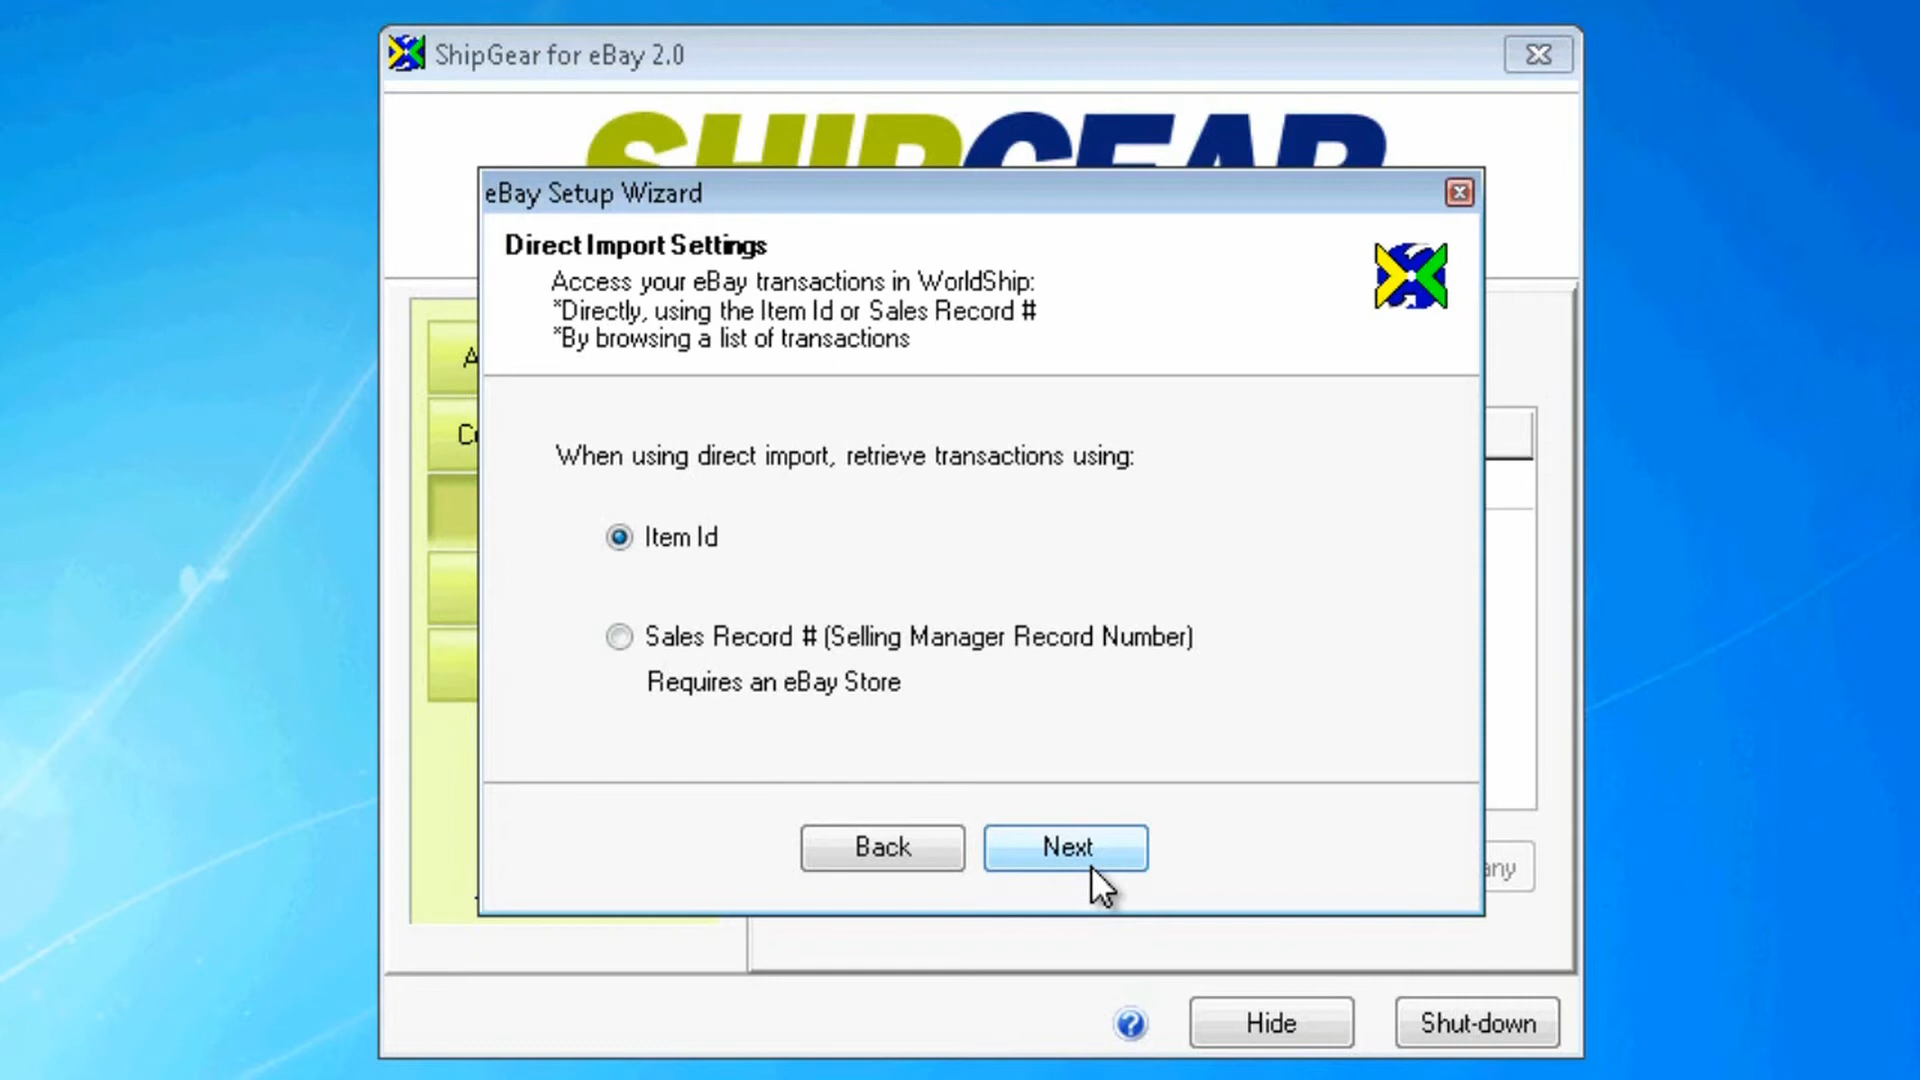 ShipGear for eBay 2.0
SHIPGEAR
eBay Setup Wizard
Direct Import Settings
Access your eBay transactions in WorldShip:
*Directly, using the Item Id or Sales Record #
*By browsing a list of transactions
When using direct import, retrieve transactions using:
Item Id
Sales Record # (Selling Manager Record Number)
Requires an eBay Store
Back
Next
Hide
Shut-down